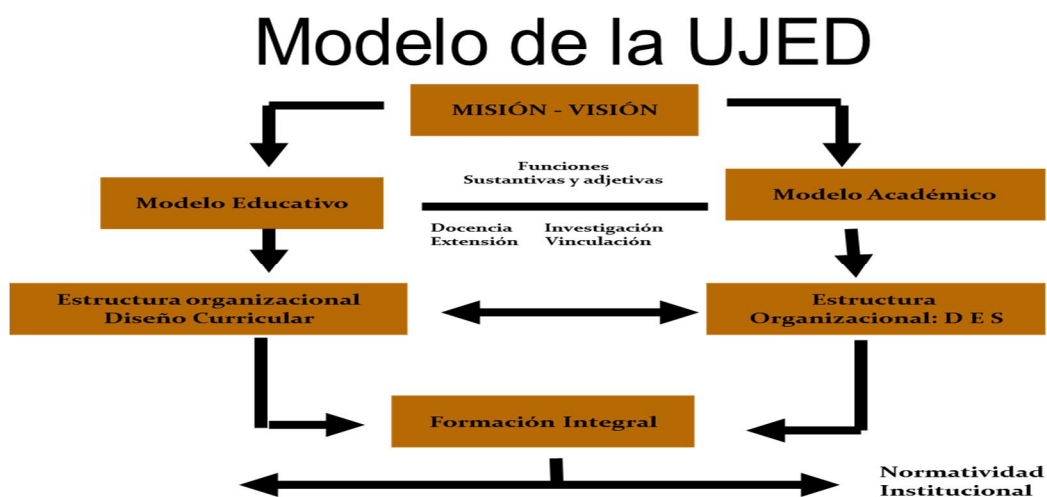 Modelo de la UJED
MISIÓN - VISIÓN
Funciones
Sustantivas y adjetivas
Modelo Educativo
Modelo Académico
Docencia Investigación
Extensión Vinculación
Estructura organizacional
Diseño Curricular
Estructura
Organizacional: D E S
Formación Integral
Normatividad
Institucional